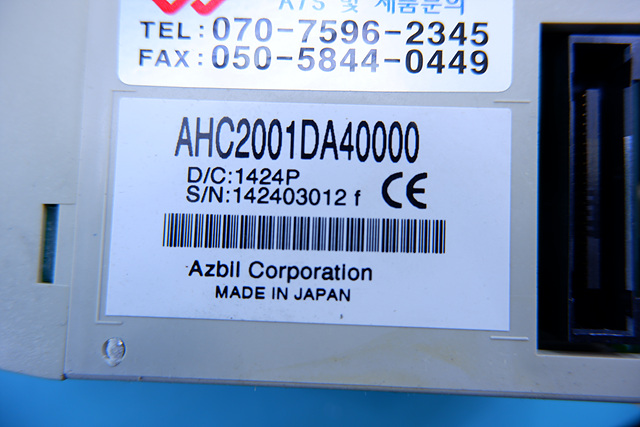 A/S 및 제품문의
TEL: 070-7596-2345
FAX: 050-5844-0449
AHC2001DA40000
D/C:1424P
S/N:142403012 f
CE
Azbil Corporation
MADE IN JAPAN